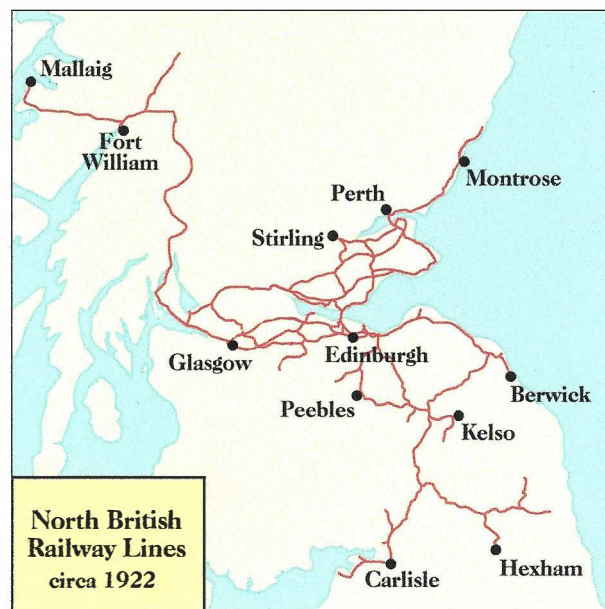 Mallaig
Fort
William
Montrose
Perth
Stirling
Glasgow
Edinburgh
Berwick
Peebles
Kelso
North British
Railway Lines
circa 1922
Carlisle
Hexham